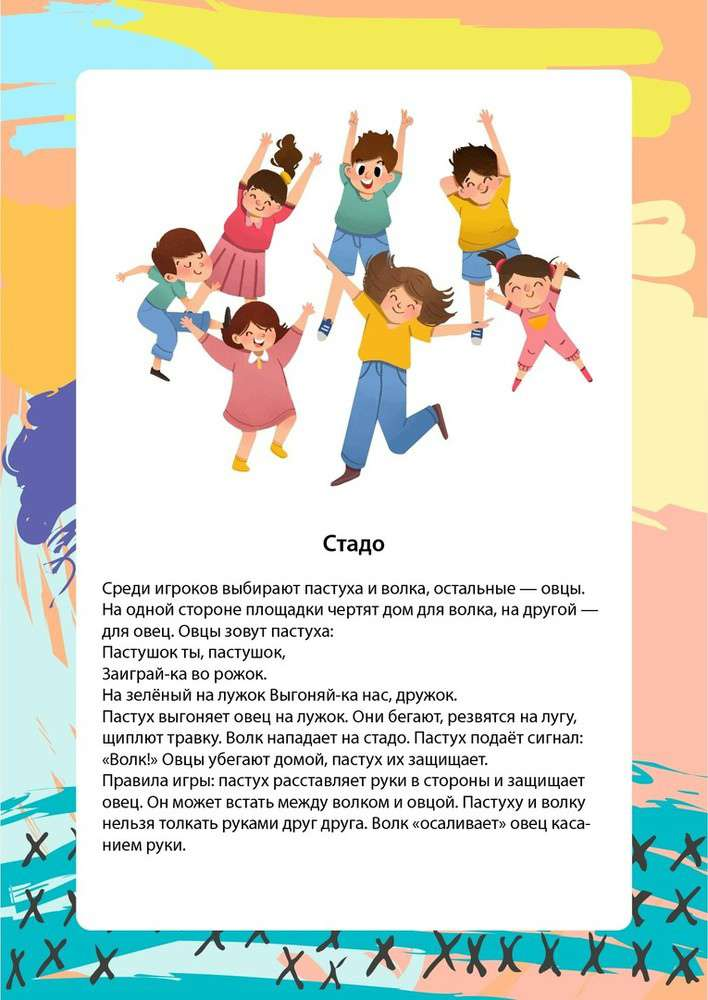 Стадо
Среди игроков выбирают пастуха и волка, остальные — овцы.
На одной стороне площадки чертят дом для волка, на другой —
для овец. Овцы зовут пастуха:
Пастушок ты, пастушок,
Заиграй-ка во рожок.
На зелёный на лужок Выгоняй-ка нас, дружок.
Пастух выгоняет овец на лужок. Они бегают, резвятся на лугу,
щиплют травку. Волк нападает на стадо. Пастух подаёт сигнал:
«Волк!» Овцы убегают домой, пастух их защищает.
Правила игры: пастух расставляет руки в стороны и защищает
овец. Он может встать между волком и овцой. Пастуху и волку
нельзя толкать руками друг друга. Волк «осаливает» овец каса-
нием руки.